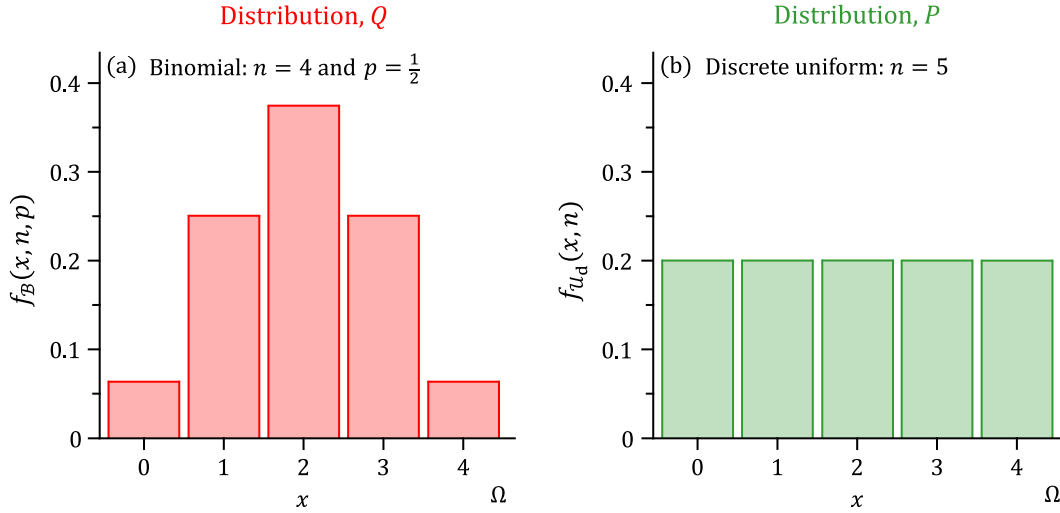 Distribution, Q
(a) Binomial: n = 4 and p = 1/2
0.4
0.3
0.2
0.1
0
f_ℬ(x, n, p)
0 1 2 3 4
x
Ω
Distribution, P
(b) Discrete uniform: n = 5
0.4
0.3
0.2
0.1
0
f_𝒰_d(x, n)
0 1 2 3 4
x
Ω